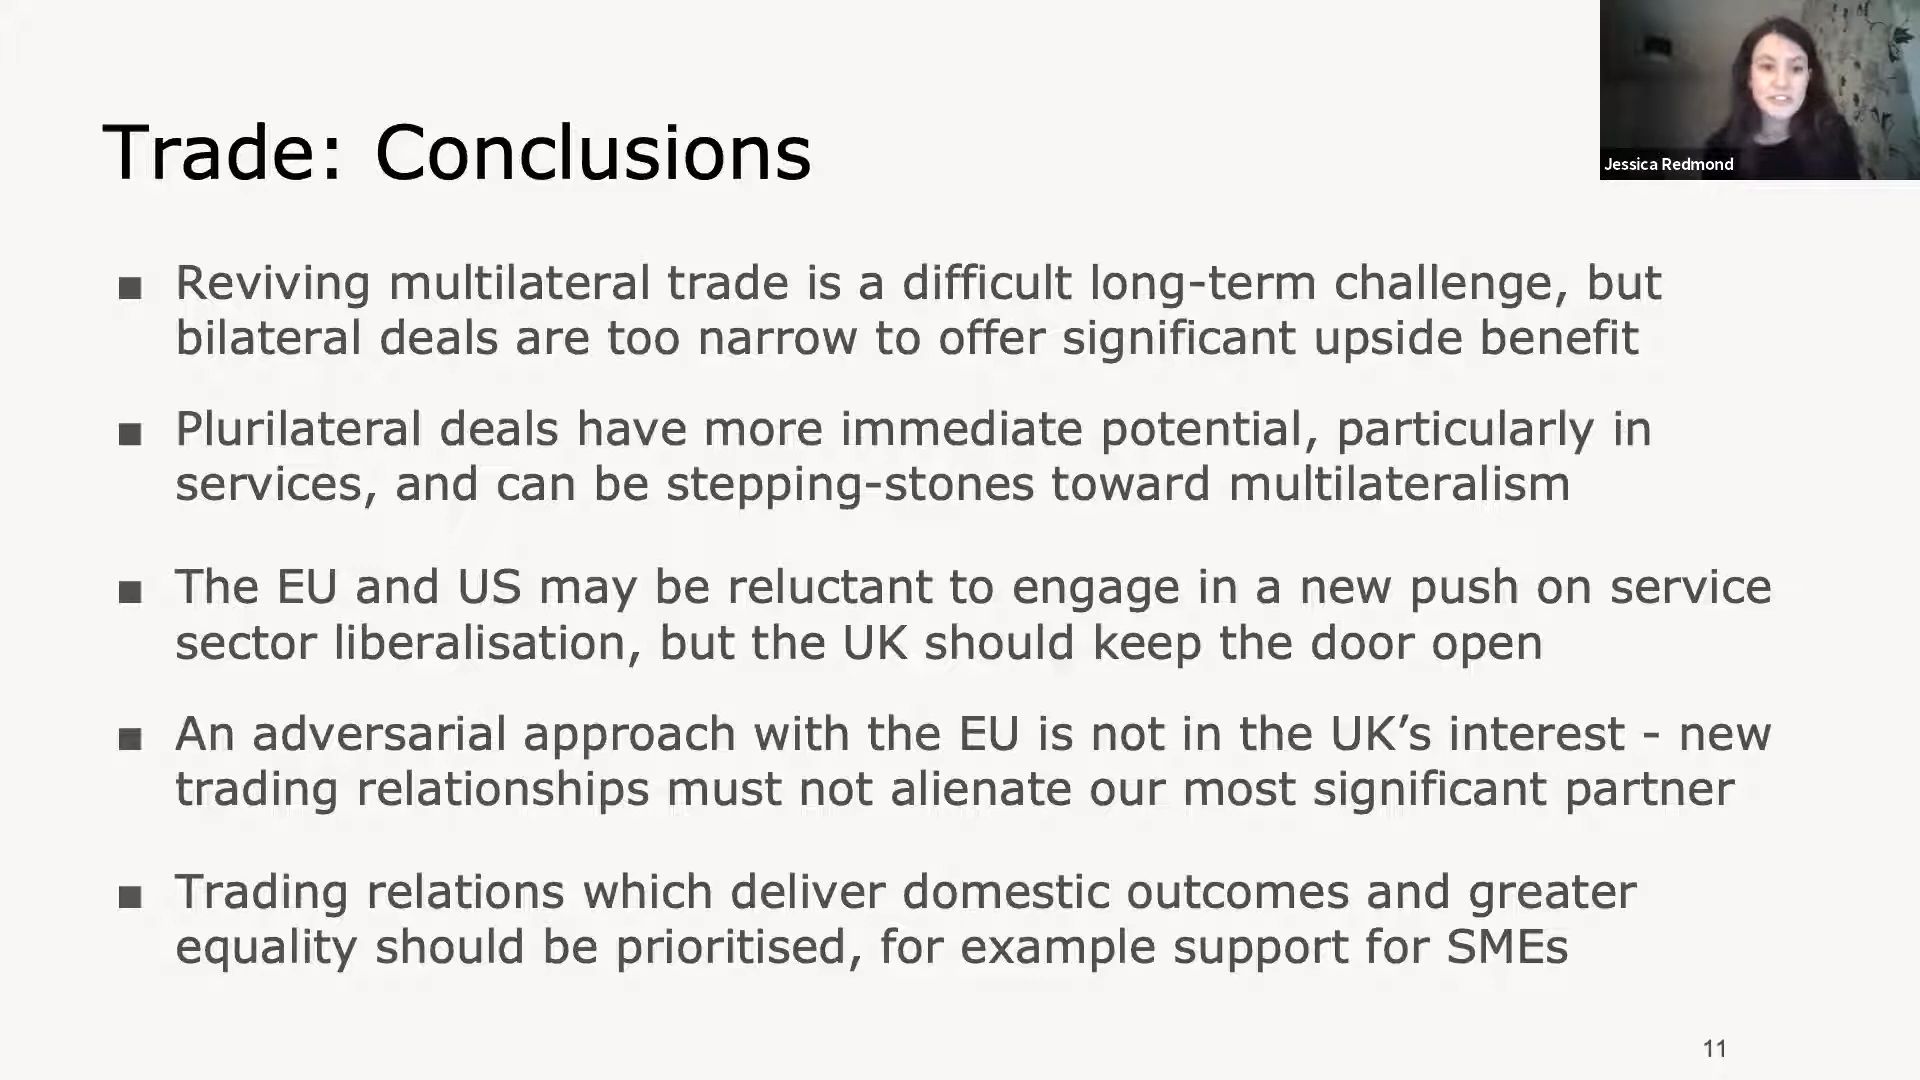 Jessica Redmond
Trade: Conclusions
■ Reviving multilateral trade is a difficult long-term challenge, but
bilateral deals are too narrow to offer significant upside benefit
■ Plurilateral deals have more immediate potential, particularly in
services, and can be stepping-stones toward multilateralism
■ The EU and US may be reluctant to engage in a new push on service
sector liberalisation, but the UK should keep the door open
■ An adversarial approach with the EU is not in the UK’s interest - new
trading relationships must not alienate our most significant partner
■ Trading relations which deliver domestic outcomes and greater
equality should be prioritised, for example support for SMEs
11